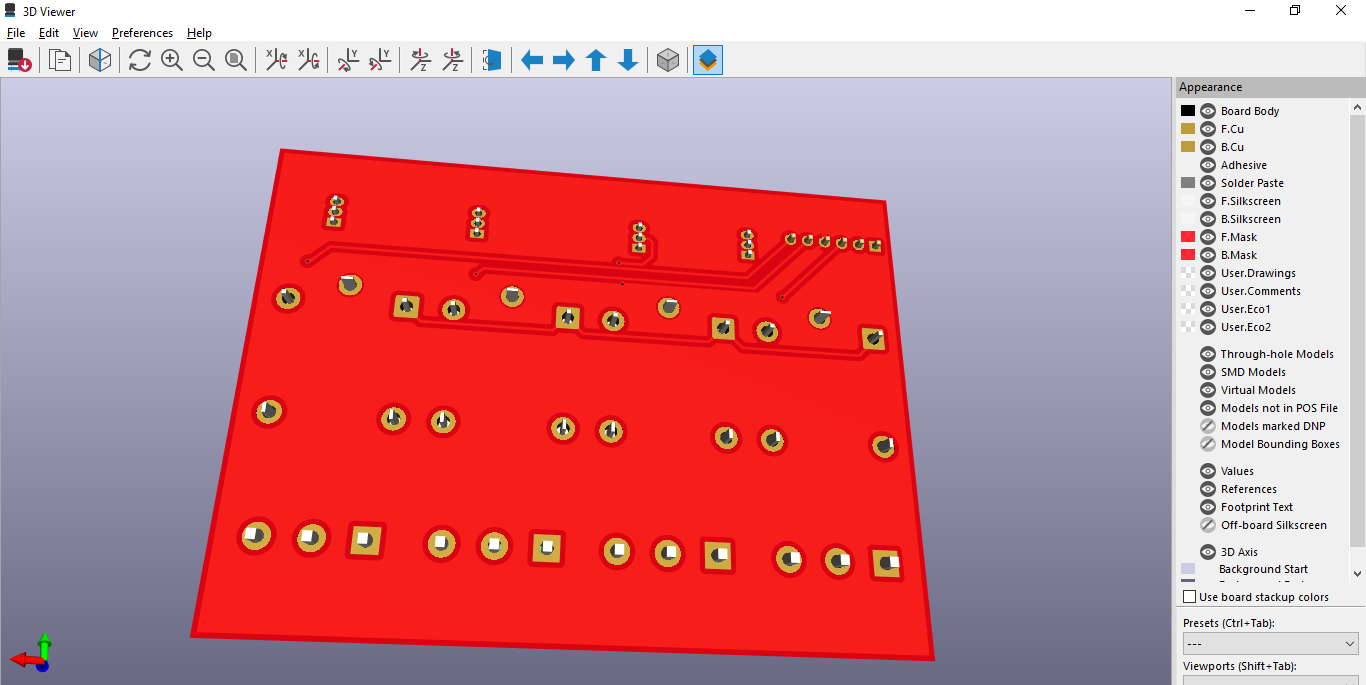 3D Viewer
File Edit View Preferences Help
X X Y Y Z Z
Appearance
Board Body
F.Cu
B.Cu
Adhesive
Solder Paste
F.Silkscreen
B.Silkscreen
F.Mask
B.Mask
User.Drawings
User.Comments
User.Eco1
User.Eco2
Through-hole Models
SMD Models
Virtual Models
Models not in POS File
Models marked DNP
Model Bounding Boxes
Values
References
Footprint Text
Off-board Silkscreen
3D Axis
Background Start
Use board stackup colors
Presets (Ctrl+Tab):
---
Viewports (Shift+Tab):